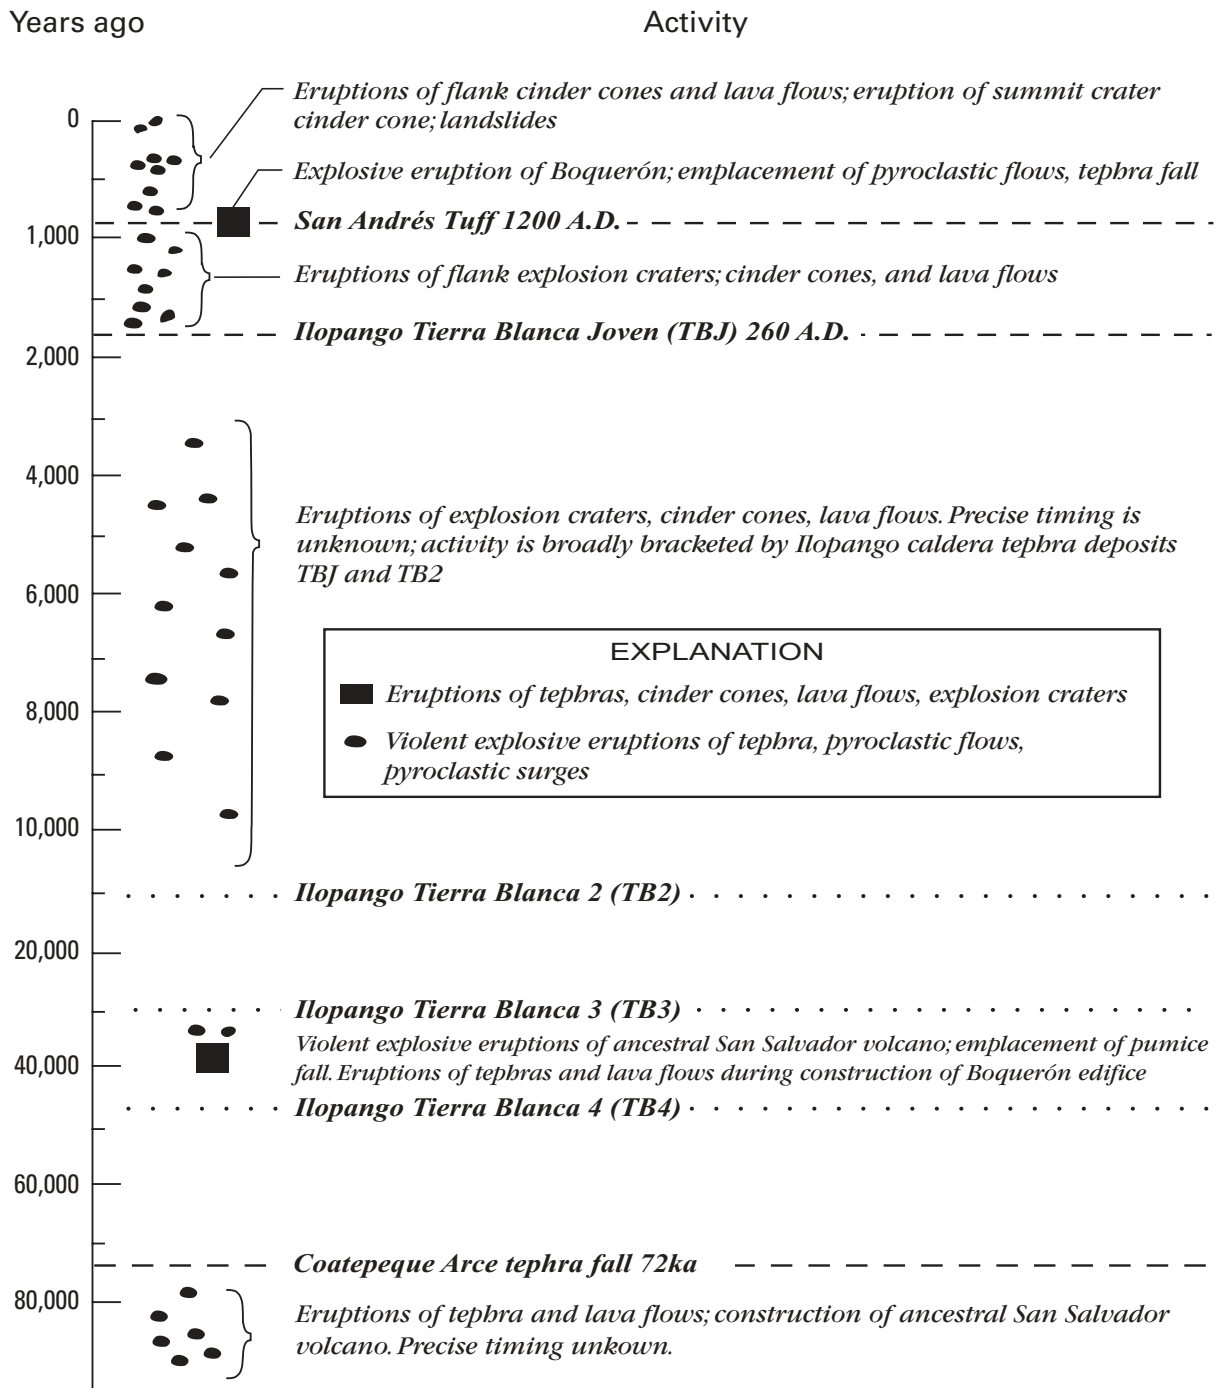 Years ago
Activity
Eruptions of flank cinder cones and lava flows; eruption of summit crater
cinder cone; landslides
0
Explosive eruption of Boquerón; emplacement of pyroclastic flows, tephra fall
San Andrés Tuff 1200 A.D.
1,000
Eruptions of flank explosion craters; cinder cones, and lava flows
Ilopango Tierra Blanca Joven (TBJ) 260 A.D.
2,000
4,000
Eruptions of explosion craters, cinder cones, lava flows. Precise timing is
unknown; activity is broadly bracketed by Ilopango caldera tephra deposits
TBJ and TB2
6,000
EXPLANATION
Eruptions of tephras, cinder cones, lava flows, explosion craters
8,000
Violent explosive eruptions of tephra, pyroclastic flows,
pyroclastic surges
10,000
Ilopango Tierra Blanca 2 (TB2)
20,000
Ilopango Tierra Blanca 3 (TB3)
Violent explosive eruptions of ancestral San Salvador volcano; emplacement of pumice
fall. Eruptions of tephras and lava flows during construction of Boquerón edifice
40,000
Ilopango Tierra Blanca 4 (TB4)
60,000
Coatepeque Arce tephra fall 72ka
80,000
Eruptions of tephra and lava flows; construction of ancestral San Salvador
volcano. Precise timing unkown.